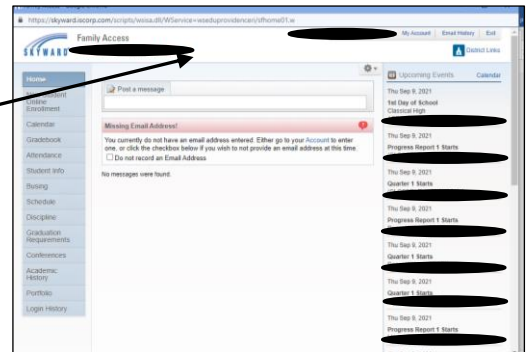 https://skyward.iscorp.com/scripts/wsisa.dll/WService=wseduprovidenceri/sfhome01.w
SKYWARD
Family Access
My Account
Email History
Exit
District Links
Home
Online
Enrollment
Calendar
Gradebook
Attendance
Student Info
Busing
Schedule
Discipline
Graduation
Requirements
Conferences
Academic
History
Portfolio
Login History
Post a message
Missing Email Address!
You currently do not have an email address entered. Either go to your Account to enter
one, or click the checkbox below if you wish to not provide an email address at this time.
Do not record an Email Address
No messages were found.
Upcoming Events
Calendar
Thu Sep 9, 2021
1st Day of School
Classical High
Thu Sep 9, 2021
Progress Report 1 Starts
Thu Sep 9, 2021
Quarter 1 Starts
Thu Sep 9, 2021
Progress Report 1 Starts
Thu Sep 9, 2021
Quarter 1 Starts
Thu Sep 9, 2021
Quarter 1 Starts
Thu Sep 9, 2021
Progress Report 1 Starts